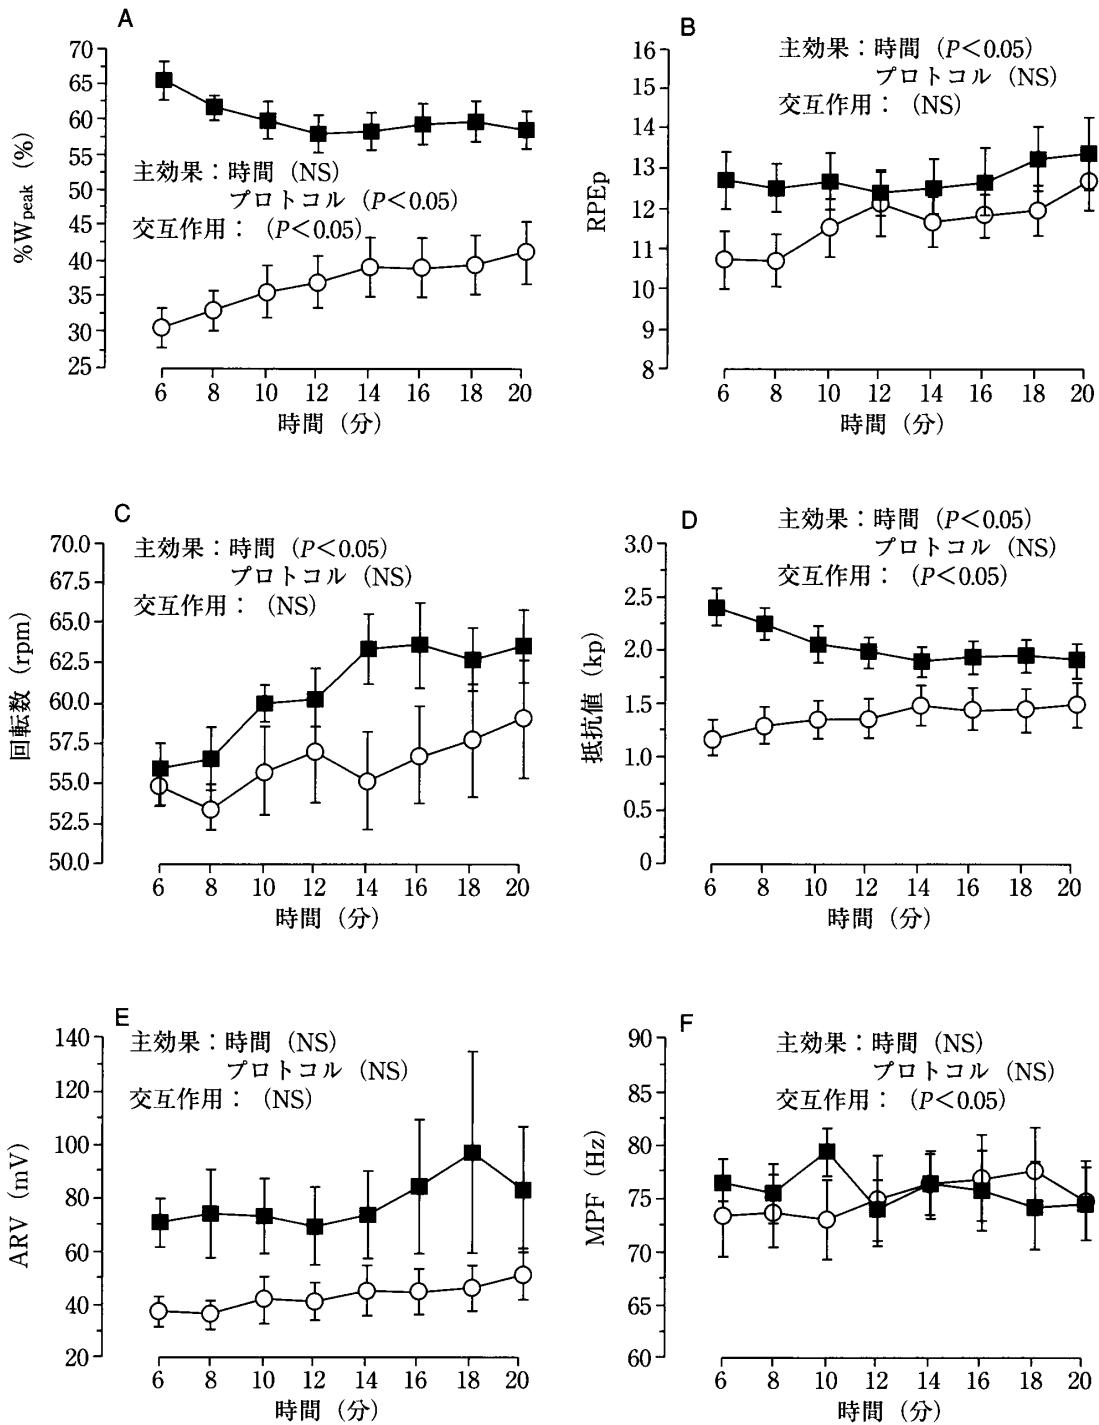 A
70
65
60
55
50
45
40
35
30
25
%Wpeak (%)
主効果：時間 (NS)
プロトコル (P＜0.05)
交互作用： (P＜0.05)
6 8 10 12 14 16 18 20
時間 (分)
B
16
15
14
13
12
11
10
9
8
RPEp
主効果：時間 (P＜0.05)
プロトコル (NS)
交互作用： (NS)
6 8 10 12 14 16 18 20
時間 (分)
C
70.0
67.5
65.0
62.5
60.0
57.5
55.0
52.5
50.0
回転数 (rpm)
主効果：時間 (P＜0.05)
プロトコル (NS)
交互作用： (NS)
6 8 10 12 14 16 18 20
時間 (分)
D
3.0
2.5
2.0
1.5
1.0
0.5
0
抵抗値 (kp)
主効果：時間 (P＜0.05)
プロトコル (NS)
交互作用： (P＜0.05)
6 8 10 12 14 16 18 20
時間 (分)
E
140
120
100
80
60
40
20
ARV (mV)
主効果：時間 (NS)
プロトコル (NS)
交互作用： (NS)
6 8 10 12 14 16 18 20
時間 (分)
F
90
85
80
75
70
65
60
MPF (Hz)
主効果：時間 (NS)
プロトコル (NS)
交互作用： (P＜0.05)
6 8 10 12 14 16 18 20
時間 (分)